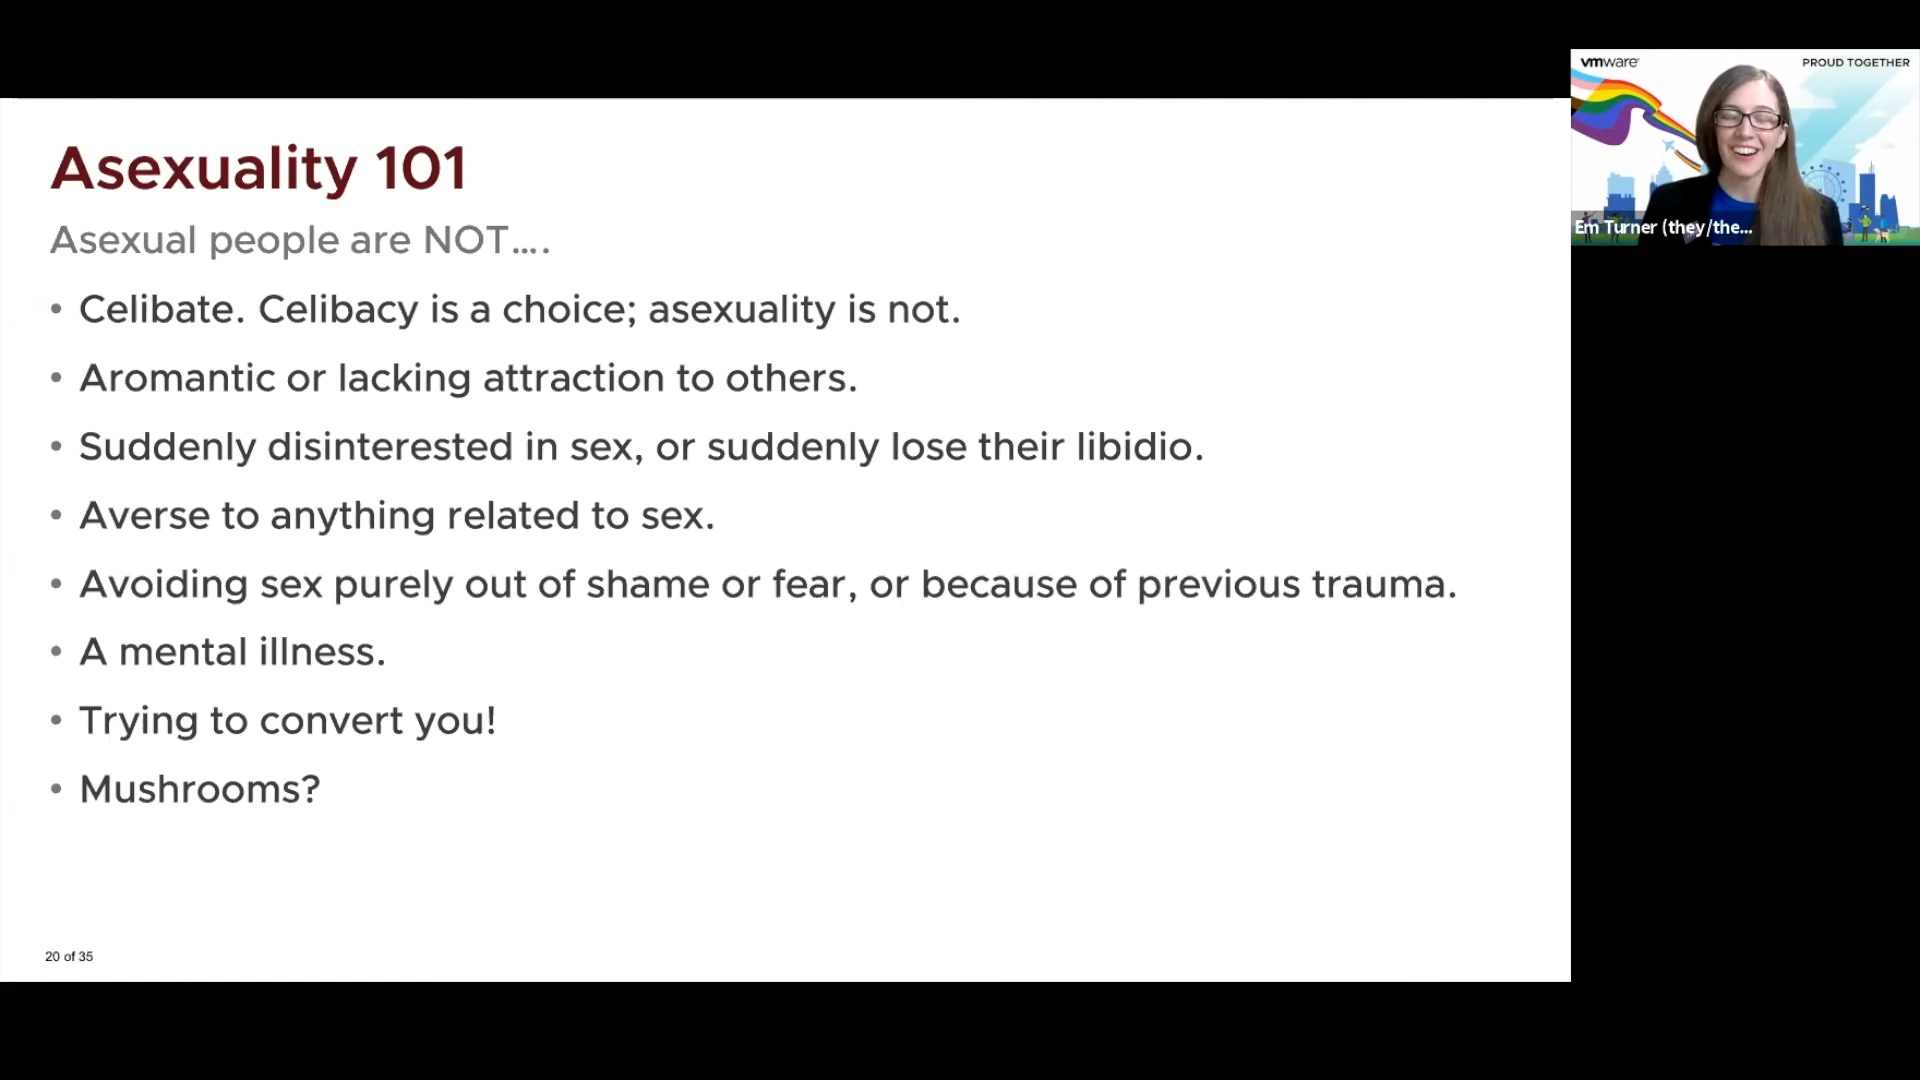 Asexuality 101
Asexual people are NOT....
• Celibate. Celibacy is a choice; asexuality is not.
• Aromantic or lacking attraction to others.
• Suddenly disinterested in sex, or suddenly lose their libidio.
• Averse to anything related to sex.
• Avoiding sex purely out of shame or fear, or because of previous trauma.
• A mental illness.
• Trying to convert you!
• Mushrooms?
20 of 35
vmware
PROUD TOGETHER
Em Turner (they/the...